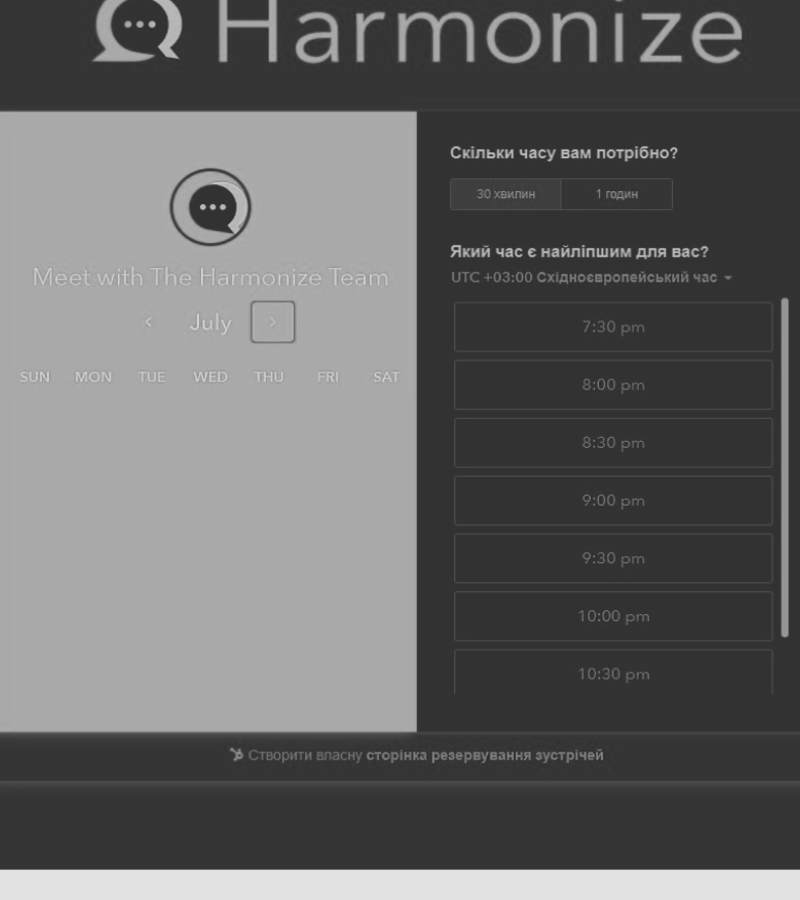 Harmonize
Meet with The Harmonize Team
July
SUN MON TUE WED THU FRI SAT
Скільки часу вам потрібно?
30 хвилин 1 годин
Який час є найліпшим для вас?
UTC +03:00 Східноєвропейський час
7:30 pm
8:00 pm
8:30 pm
9:00 pm
9:30 pm
10:00 pm
10:30 pm
Створити власну сторінка резервування зустрічей